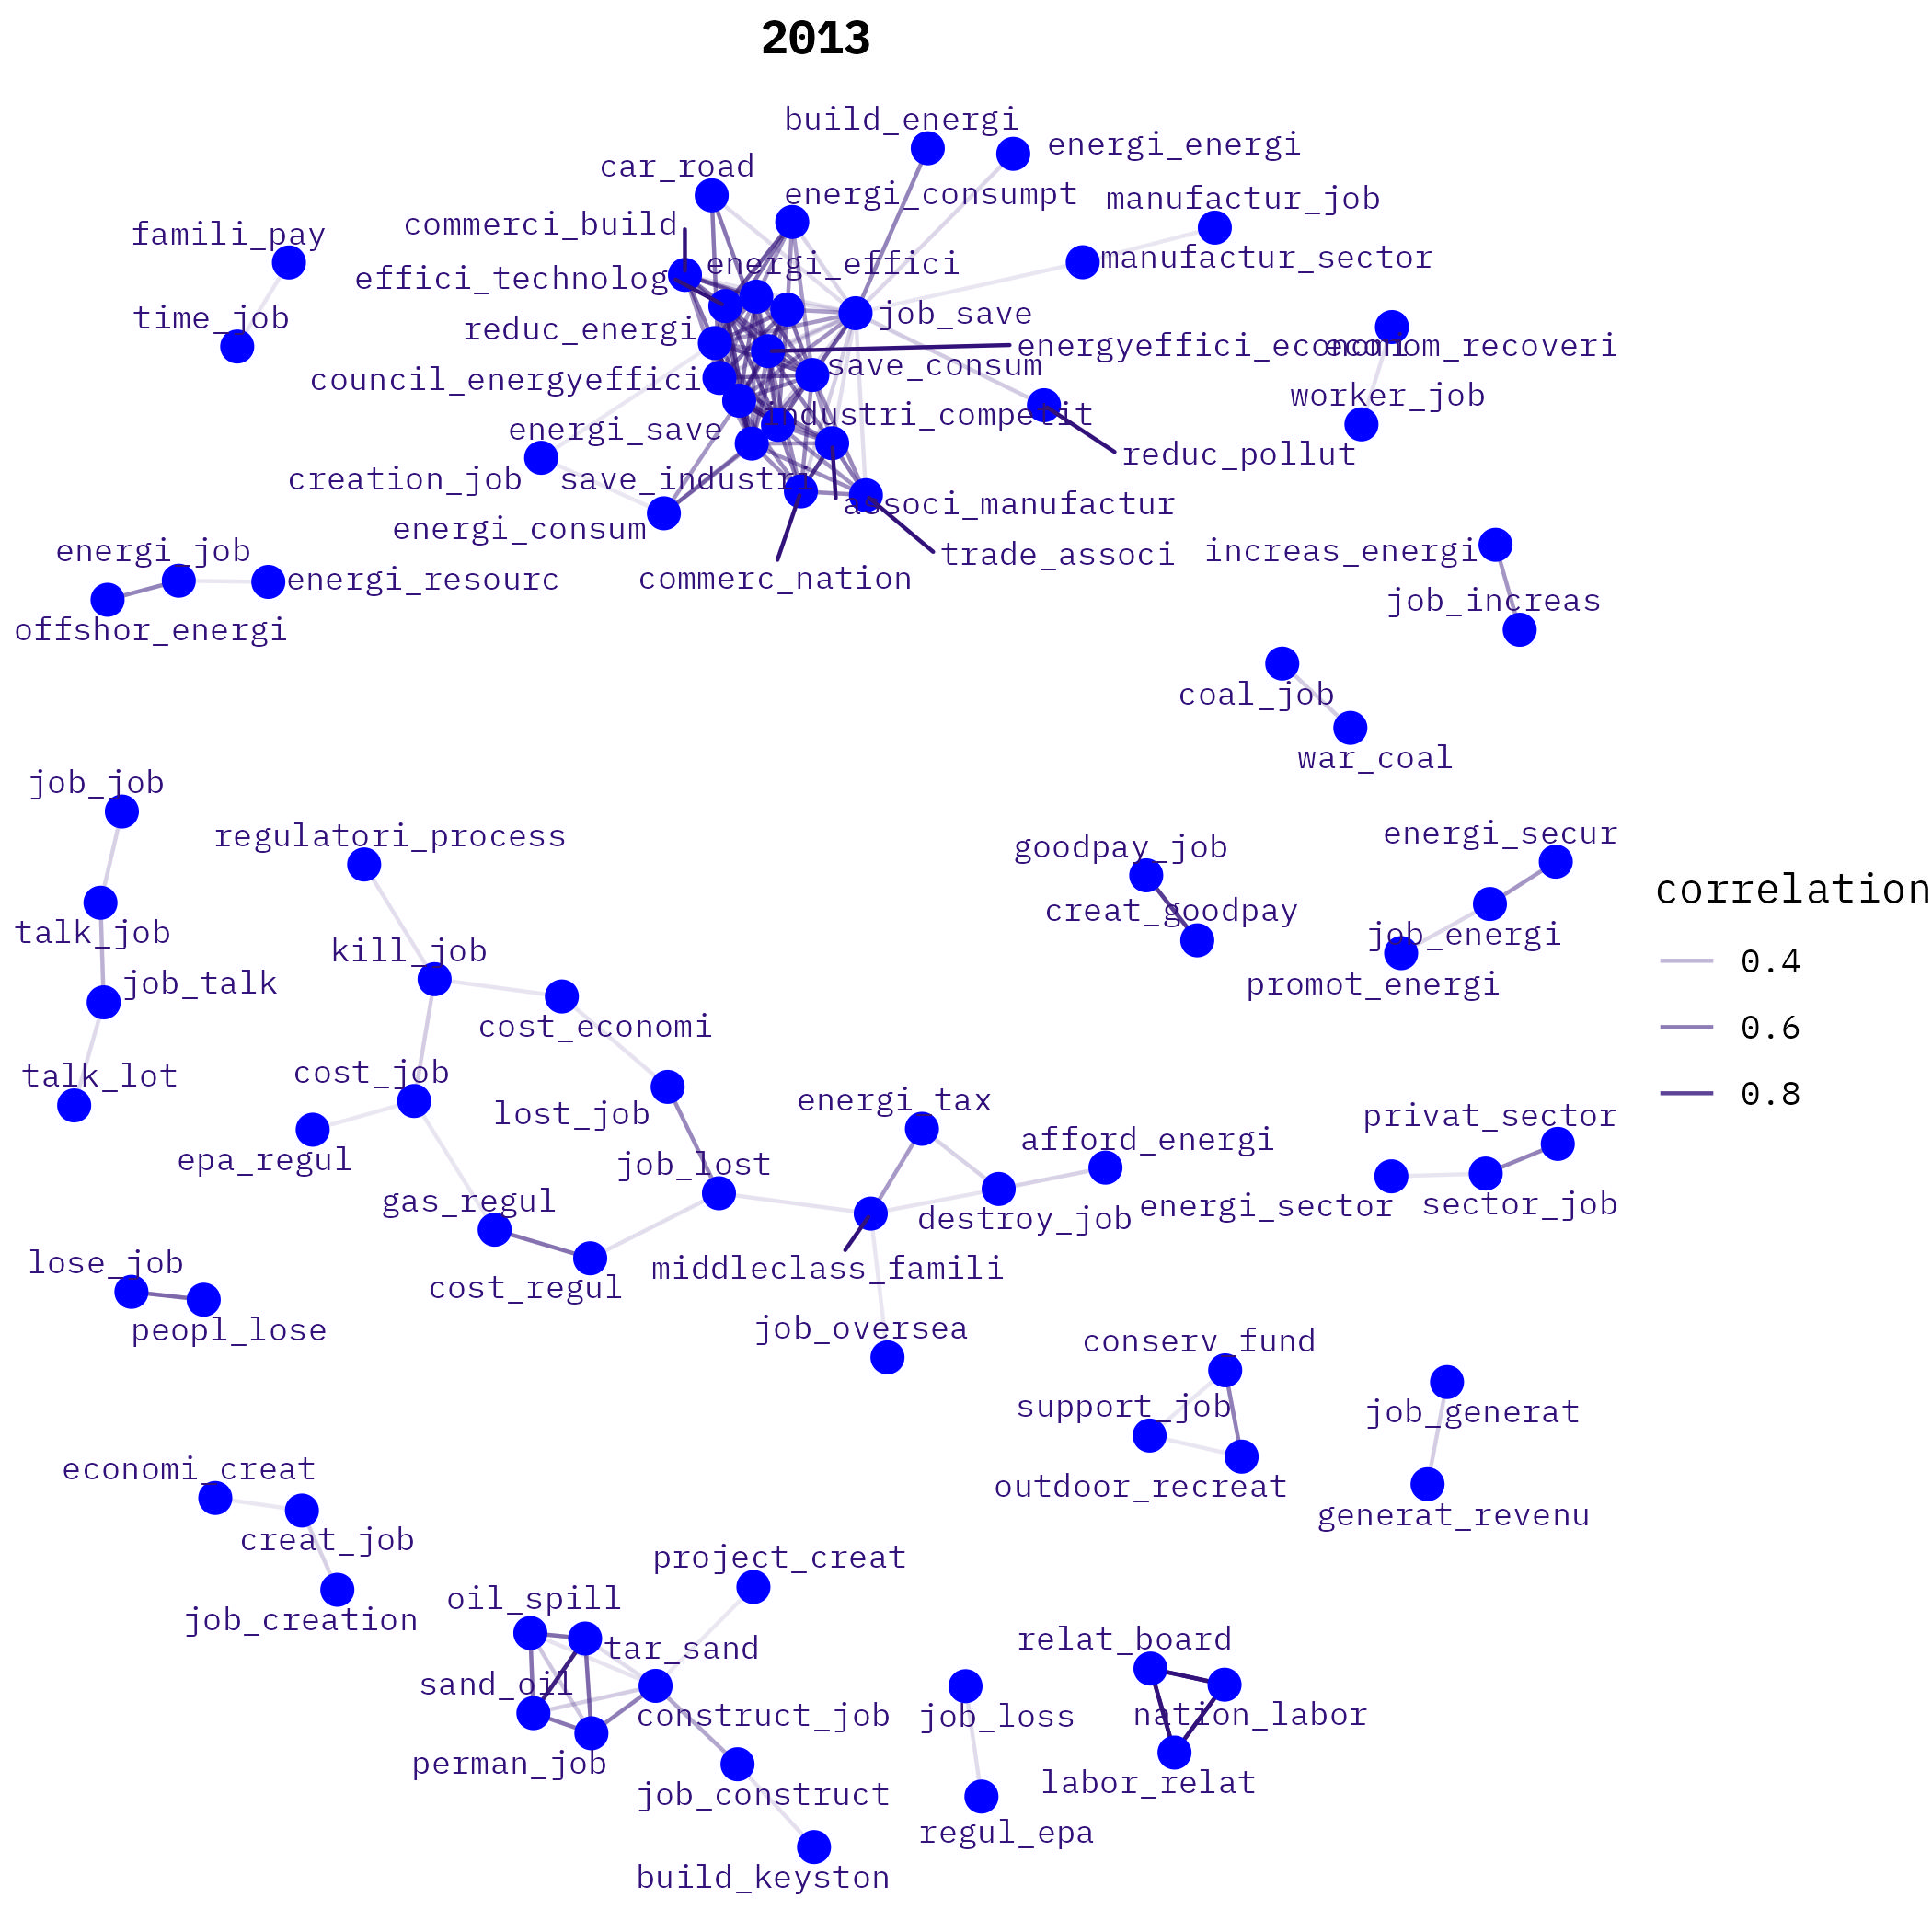 2013
build_energi
energi_energi
car_road
energi_consumpt
manufactur_job
famili_pay
commerci_build
manufactur_sector
energi_effici
effici_technolog
time_job
job_save
reduc_energi
energyeffici_economi
econom_recoveri
save_consum
council_energyeffici
worker_job
industri_competit
energi_save
reduc_pollut
creation_job
save_industri
associ_manufactur
energi_consum
energi_job
trade_associ
increas_energi
energi_resourc
commerc_nation
job_increas
offshor_energi
coal_job
war_coal
job_job
regulatori_process
goodpay_job
energi_secur
correlation
creat_goodpay
talk_job
kill_job
job_energi
0.4
job_talk
promot_energi
cost_economi
0.6
talk_lot
cost_job
lost_job
energi_tax
privat_sector
0.8
epa_regul
job_lost
afford_energi
gas_regul
destroy_job
energi_sector
sector_job
lose_job
middleclass_famili
cost_regul
peopl_lose
job_oversea
conserv_fund
support_job
job_generat
economi_creat
outdoor_recreat
generat_revenu
creat_job
project_creat
job_creation
oil_spill
tar_sand
relat_board
sand_oil
construct_job
job_loss
nation_labor
perman_job
job_construct
labor_relat
regul_epa
build_keyston